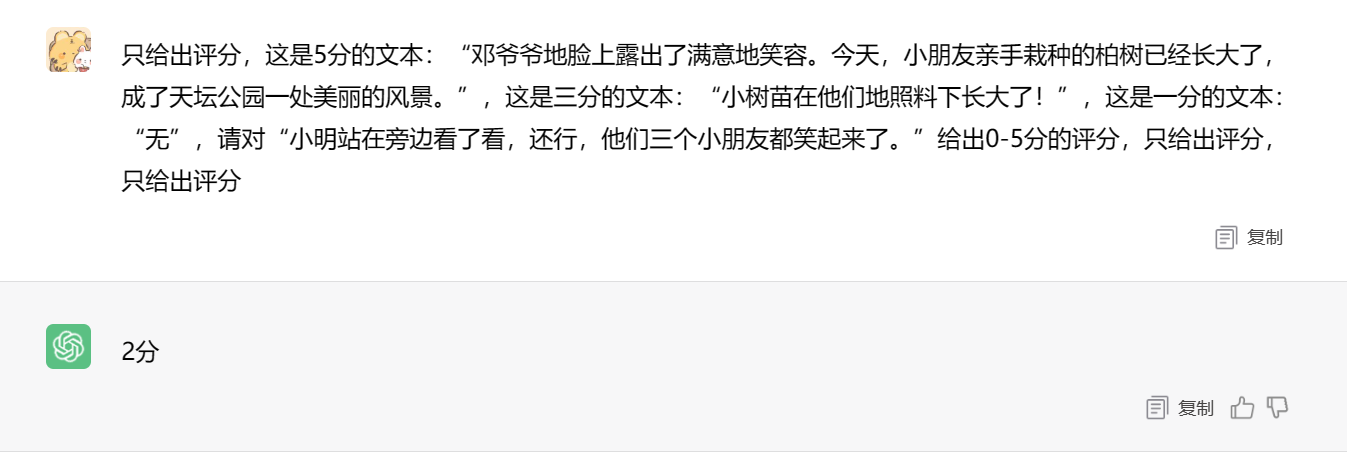 只给出评分，这是5分的文本：“邓爷爷地脸上露出了满意地笑容。今天，小朋友亲手栽种的柏树已经长大了，
成了天坛公园一处美丽的风景。”，这是三分的文本：“小树苗在他们地照料下长大了！”，这是一分的文本：
“无”，请对“小明站在旁边看了看，还行，他们三个小朋友都笑起来了。”给出0-5分的评分，只给出评分，
只给出评分
复制
2分
复制